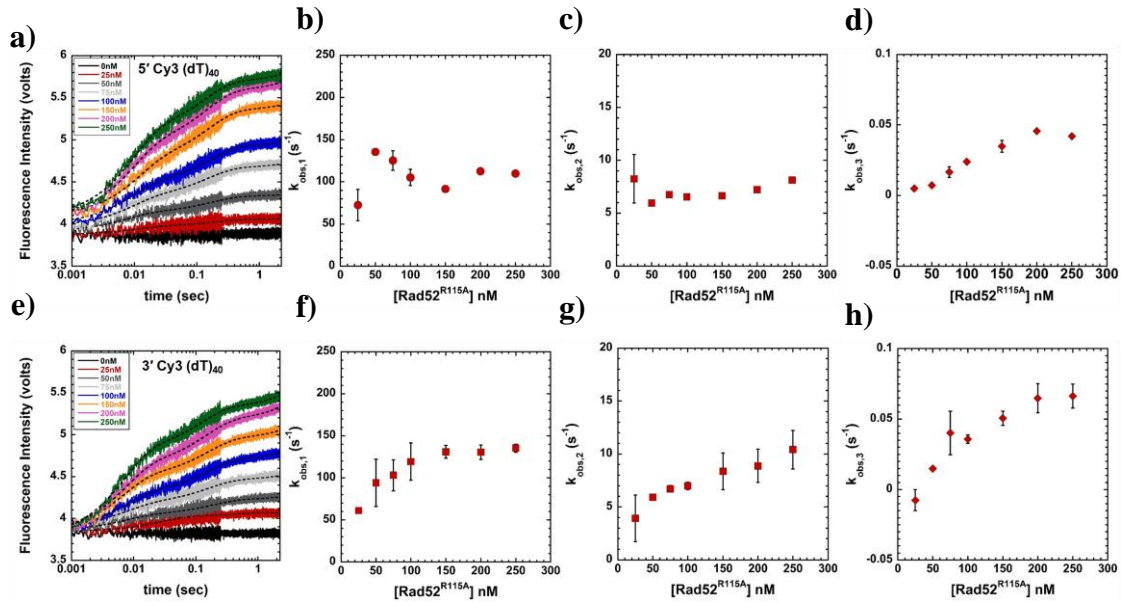 a)
Fluorescence Intensity (volts)
6
5.5
5
4.5
4
3.5
0.001
0.01
0.1
1
time (sec)
0nM
25nM
50nM
75nM
100nM
150nM
200nM
250nM
5′ Cy3 (dT)40
b)
kobs,1 (s-1)
250
200
150
100
50
0
0 50 100 150 200 250 300
[Rad52R115A] nM
c)
kobs,2 (s-1)
20
15
10
5
0
0 50 100 150 200 250 300
[Rad52R115A] nM
d)
kobs,3 (s-1)
0.1
0.05
0
-0.05
0 50 100 150 200 250 300
[Rad52R115A] nM
e)
Fluorescence Intensity (volts)
6
5.5
5
4.5
4
3.5
0.001
0.01
0.1
1
time (sec)
0nM
25nM
50nM
75nM
100nM
150nM
200nM
250nM
3′ Cy3 (dT)40
f)
kobs,1 (s-1)
250
200
150
100
50
0
0 50 100 150 200 250 300
[Rad52R115A] nM
g)
kobs,2 (s-1)
20
15
10
5
0
0 50 100 150 200 250 300
[Rad52R115A] nM
h)
kobs,3 (s-1)
0.1
0.05
0
-0.05
0 50 100 150 200 250 300
[Rad52R115A] nM